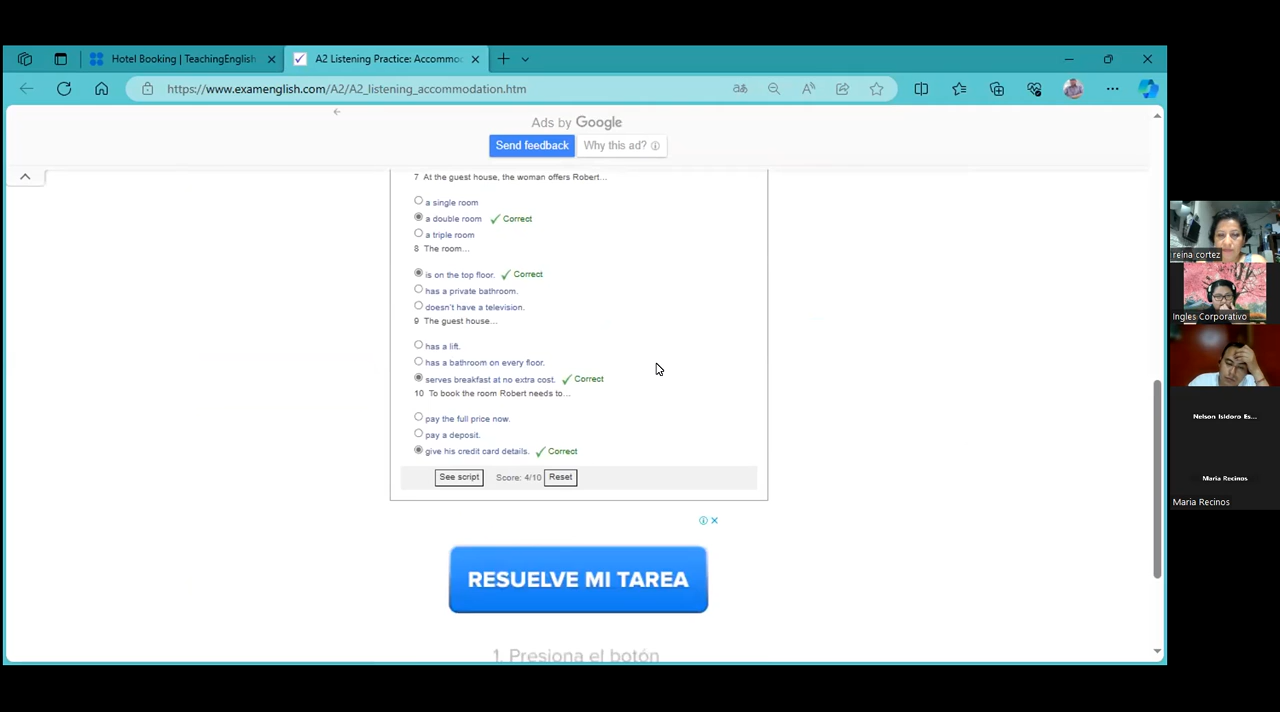 Hotel Booking | TeachingEnglish
A2 Listening Practice: Accommo
https://www.examenglish.com/A2/A2_listening_accommodation.htm
Ads by Google
Send feedback
Why this ad?
7 At the guest house, the woman offers Robert...
a single room
a double room ✓ Correct
a triple room
8 The room...
is on the top floor. ✓ Correct
has a private bathroom.
doesn't have a television.
9 The guest house...
has a lift.
has a bathroom on every floor.
serves breakfast at no extra cost. ✓ Correct
10 To book the room Robert needs to...
pay the full price now.
pay a deposit.
give his credit card details. ✓ Correct
See script Score: 4/10 Reset
RESUELVE MI TAREA
1. Presiona el botón
reina cortez
Ingles Corporativo
Nelson Isidoro Es...
Maria Recinos
Maria Recinos